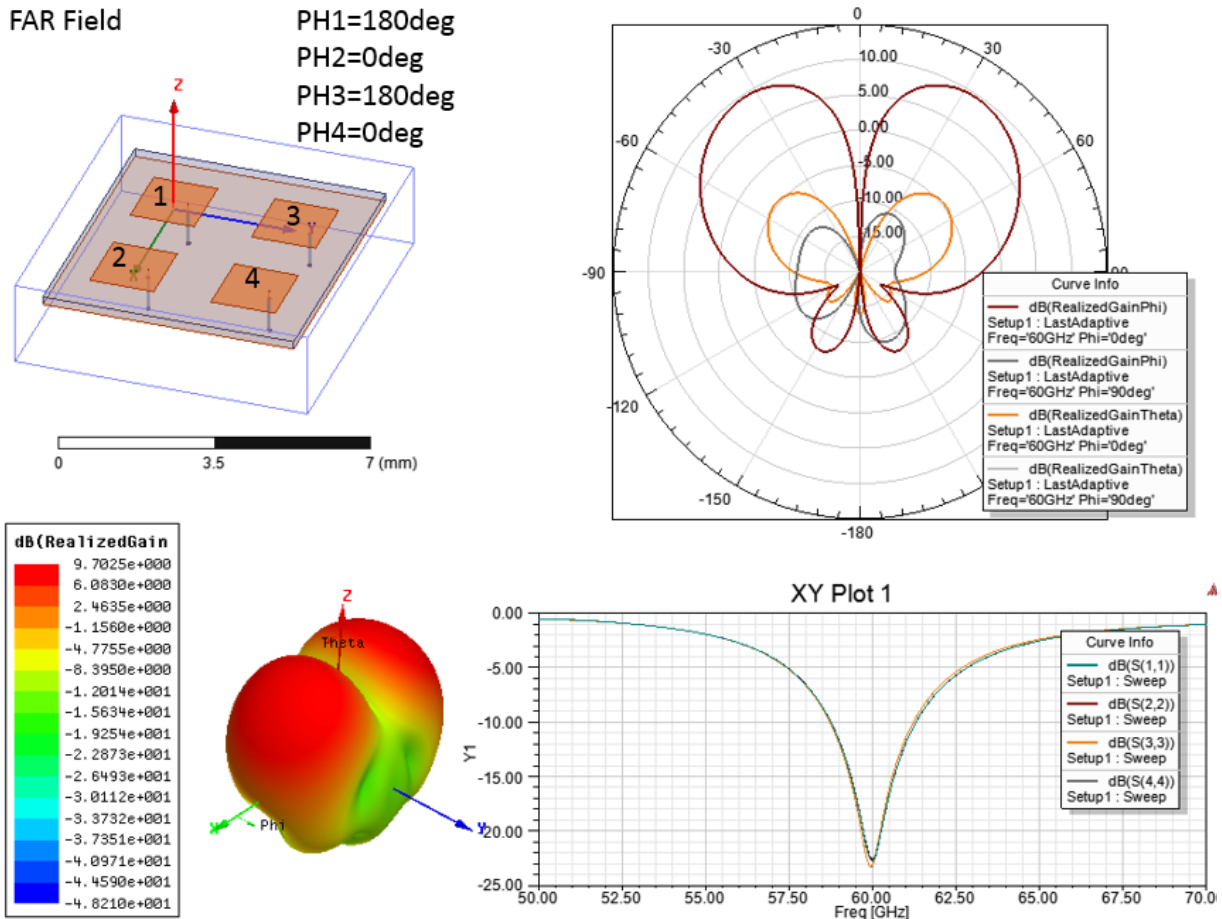 FAR Field
PH1=180deg
PH2=0deg
PH3=180deg
PH4=0deg
Z
1
3
Y
2
X
4
0
3.5
7 (mm)
0
-30
30
10.00
5.00
0.00
-5.00
-10.00
-15.00
-60
60
-90
-120
-150
-180
Curve Info
dB(RealizedGainPhi)
Setup1 : LastAdaptive
Freq='60GHz' Phi='0deg'
dB(RealizedGainPhi)
Setup1 : LastAdaptive
Freq='60GHz' Phi='90deg'
dB(RealizedGainTheta)
Setup1 : LastAdaptive
Freq='60GHz' Phi='0deg'
dB(RealizedGainTheta)
Setup1 : LastAdaptive
Freq='60GHz' Phi='90deg'
dB(RealizedGain
9.7025e+000
6.0830e+000
2.4635e+000
-1.1560e+000
-4.7755e+000
-8.3950e+000
-1.2014e+001
-1.5634e+001
-1.9254e+001
-2.2873e+001
-2.6493e+001
-3.0112e+001
-3.3732e+001
-3.7351e+001
-4.0971e+001
-4.4590e+001
-4.8210e+001
Z
Theta
X
Phi
Y
XY Plot 1
0.00
-5.00
-10.00
-15.00
-20.00
-25.00
Y1
Curve Info
dB(S(1,1))
Setup1 : Sweep
dB(S(2,2))
Setup1 : Sweep
dB(S(3,3))
Setup1 : Sweep
dB(S(4,4))
Setup1 : Sweep
50.00
52.50
55.00
57.50
60.00
62.50
65.00
67.50
70.0
Freq [GHz]